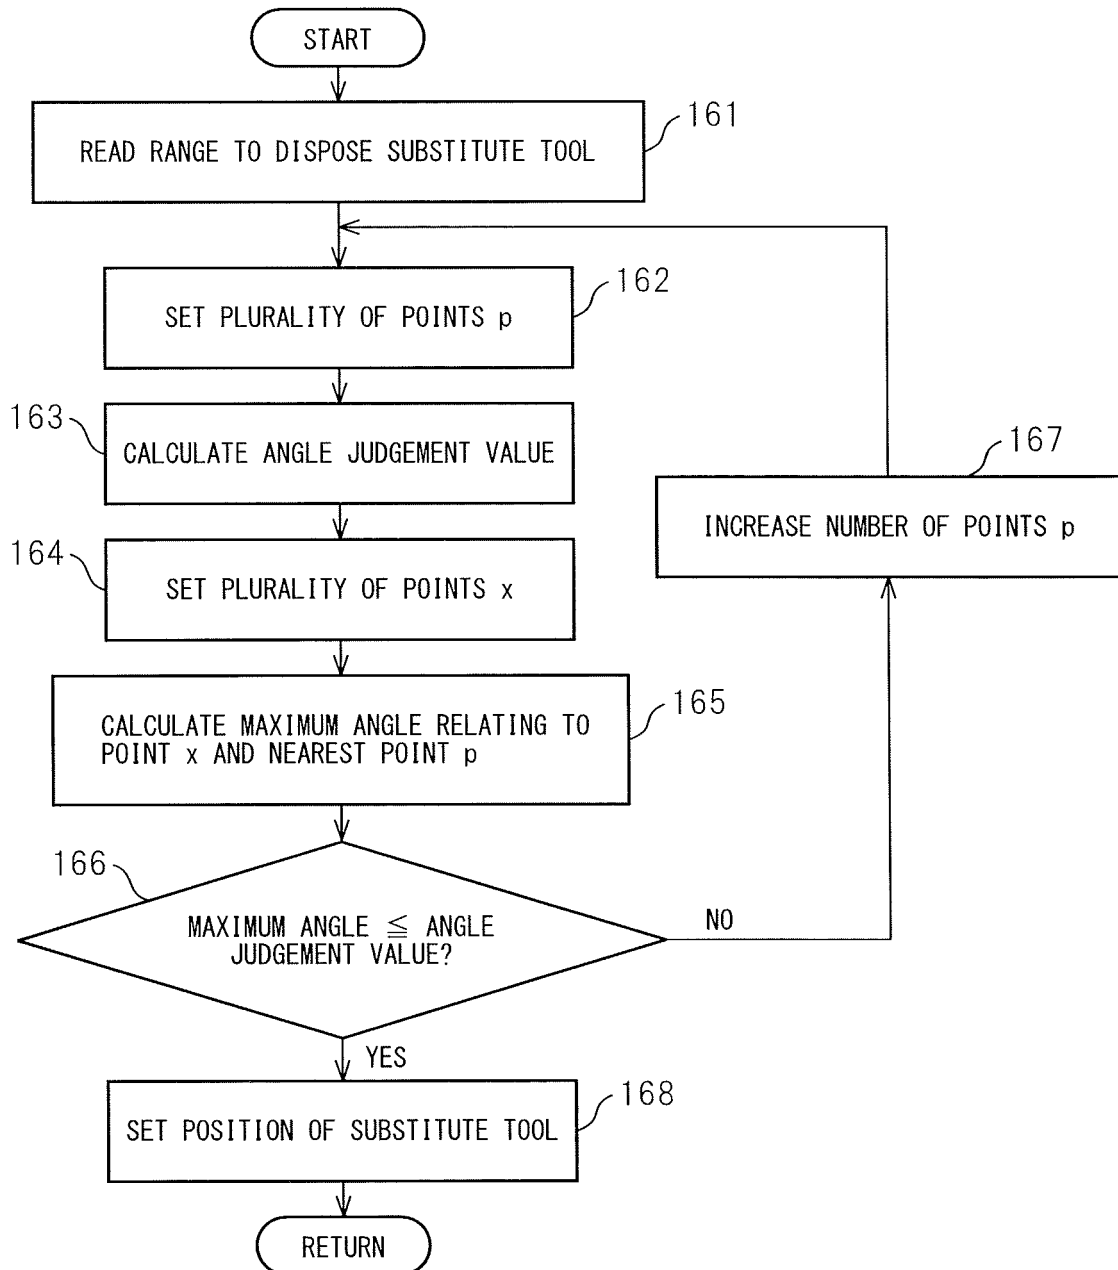 START
161
READ RANGE TO DISPOSE SUBSTITUTE TOOL
162
SET PLURALITY OF POINTS p
163
CALCULATE ANGLE JUDGEMENT VALUE
167
INCREASE NUMBER OF POINTS p
164
SET PLURALITY OF POINTS x
165
CALCULATE MAXIMUM ANGLE RELATING TO
POINT x AND NEAREST POINT p
166
MAXIMUM ANGLE ≦ ANGLE
JUDGEMENT VALUE?
NO
YES
168
SET POSITION OF SUBSTITUTE TOOL
RETURN